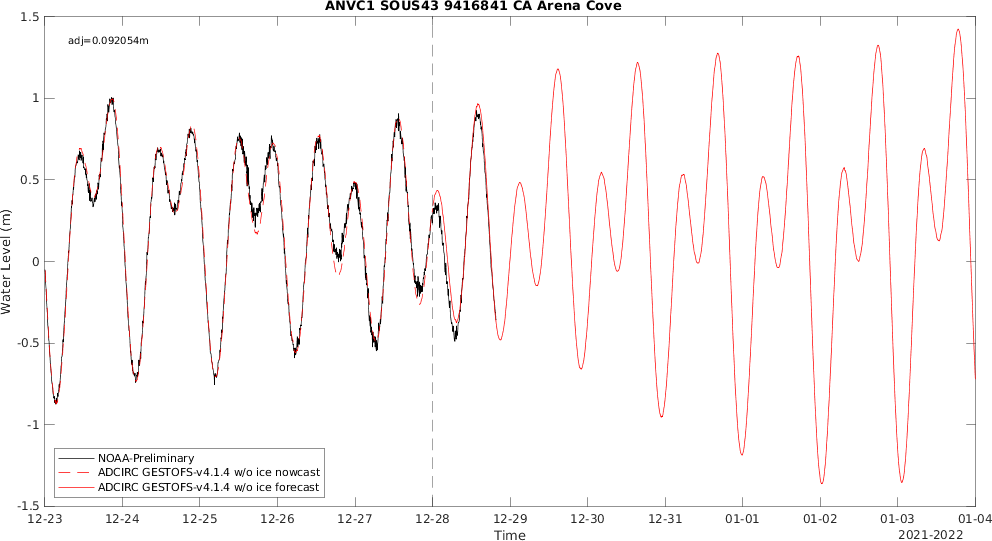 ANVC1 SOUS43 9416841 CA Arena Cove
adj=0.092054m
Water Level (m)
1.5
1
0.5
0
-0.5
-1
-1.5
NOAA-Preliminary
ADCIRC GESTOFS-v4.1.4 w/o ice nowcast
ADCIRC GESTOFS-v4.1.4 w/o ice forecast
12-23 12-24 12-25 12-26 12-27 12-28 12-29 12-30 12-31 01-01 01-02 01-03 01-04
Time
2021-2022